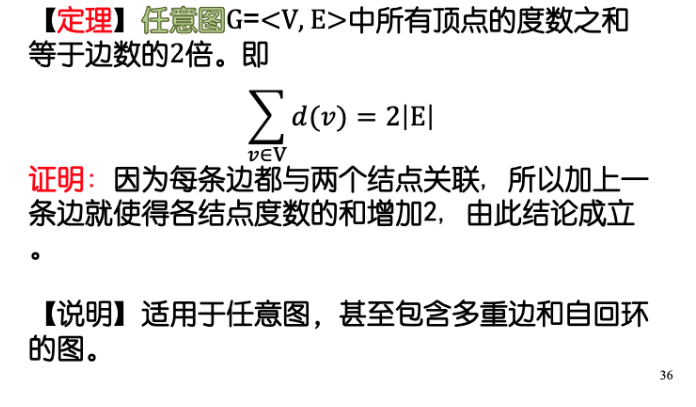 【定理】任意图G=<V, E>中所有顶点的度数之和
等于边数的2倍。即
∑ d(v) = 2|E|
v∈V
证明：因为每条边都与两个结点关联，所以加上一
条边就使得各结点度数的和增加2，由此结论成立
。
【说明】适用于任意图，甚至包含多重边和自回环
的图。
36